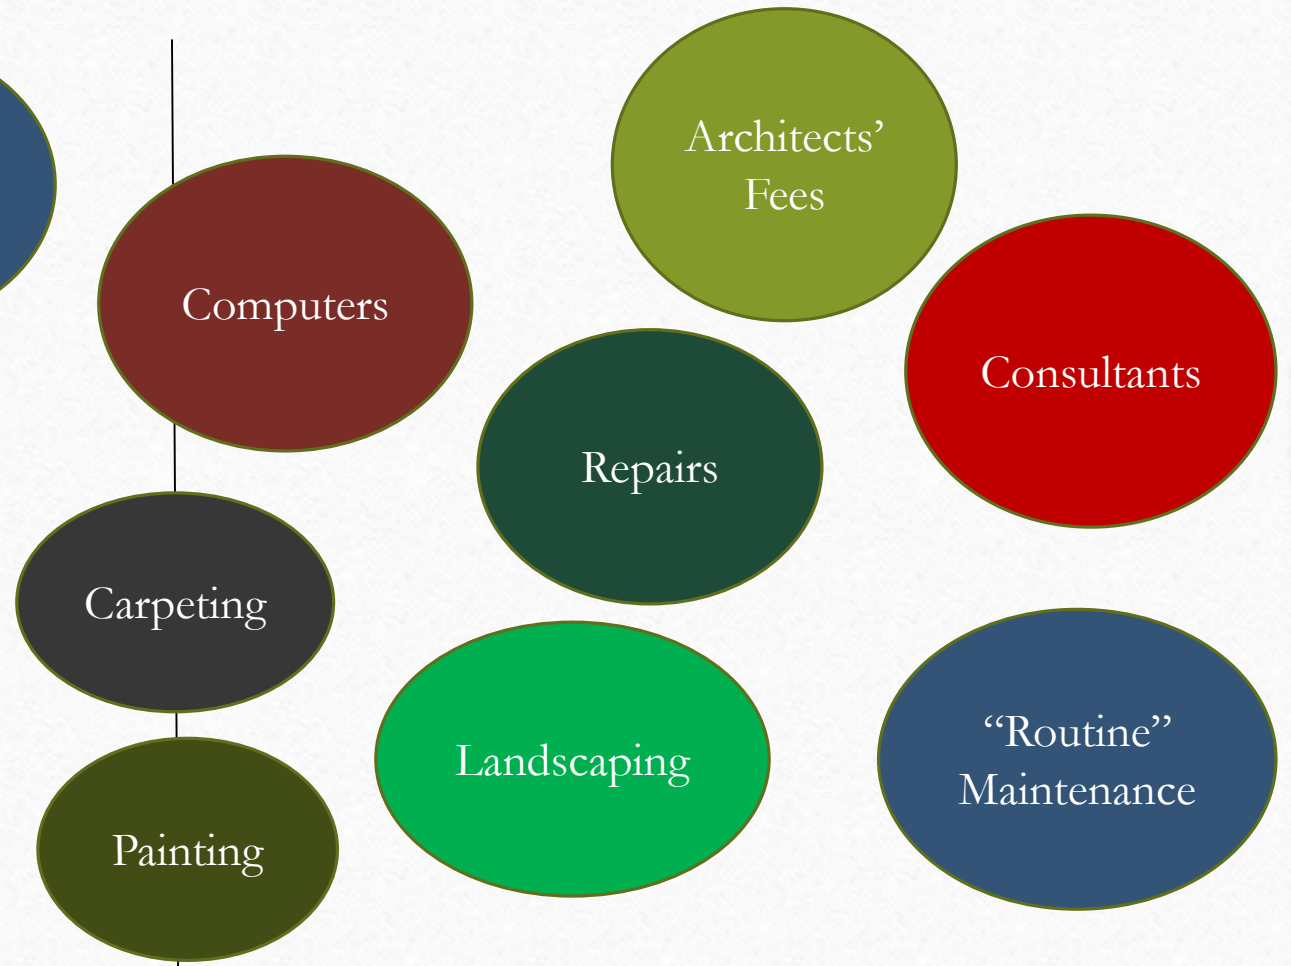 Architects’
Fees
Computers
Consultants
Repairs
Carpeting
“Routine”
Maintenance
Landscaping
Painting